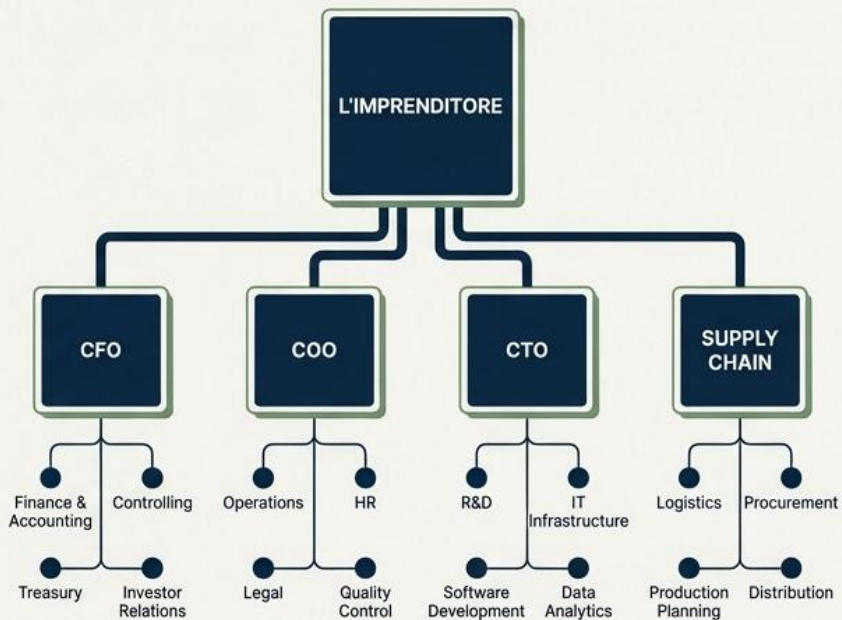 L'IMPRENDITORE
CFO
COO
CTO
SUPPLY
CHAIN
Finance &
Accounting
Controlling
Treasury
Investor
Relations
Operations
HR
Legal
Quality
Control
R&D
IT
Infrastructure
Software
Development
Data
Analytics
Logistics
Procurement
Production
Planning
Distribution